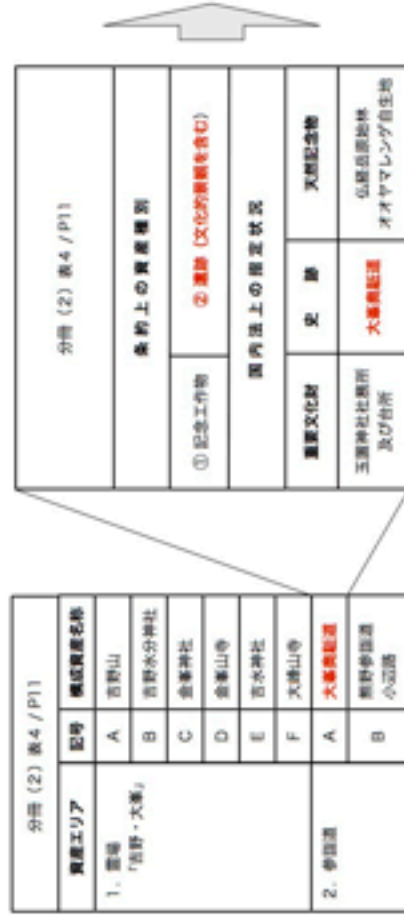 分冊（2）表4 / P11
資産エリア 記号 構成資産名称
1．霊場
「吉野・大峯」
A 吉野山
B 吉野水分神社
C 金峯神社
D 金峯山寺
E 吉水神社
F 大峰山寺
2．参詣道
A 大峯奥駈道
B 熊野参詣道
小辺路
分冊（2）表4 / P11
条約上の資産種別
① 記念工作物 ② 遺跡（文化的景観を含む）
国内法上の指定状況
重要文化財 史跡 天然記念物
玉置神社社務所
及び台所
大峯奥駈道
仏経嶽原始林
オオヤマレンゲ自生地